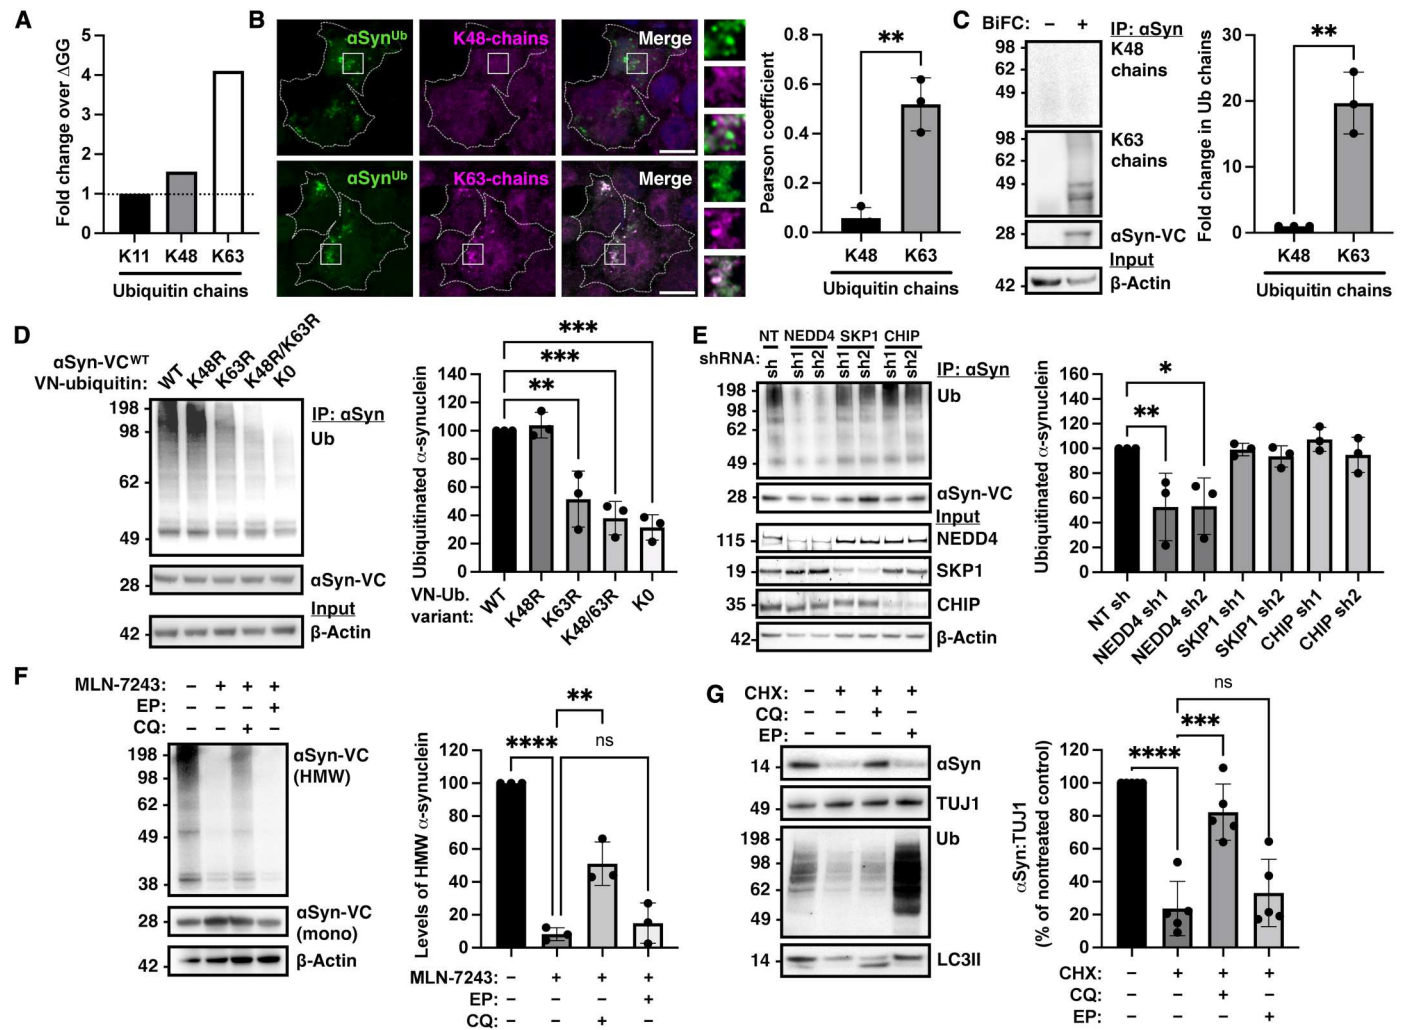 A
Fold change over ΔGG
5
4
3
2
1
0
K11 K48 K63
Ubiquitin chains
B
αSynUb K48-chains Merge
αSynUb K63-chains Merge
Pearson coefficient
0.8
0.6
0.4
0.2
0.0
**
K48 K63
Ubiquitin chains
C
BiFC: – + IP: αSyn
98
62
49
K48
chains
98
62
49
K63
chains
28 αSyn-VC
Input
42 β-Actin
Fold change in Ub chains
30
20
10
0
**
K48 K63
Ubiquitin chains
D
αSyn-VCWT
VN-ubiquitin: WT K48R K63R K48R/K63R K0
198
98
62
49
IP: αSyn
Ub
28 αSyn-VC
Input
42 β-Actin
Ubiquitinated α-synuclein
140
120
100
80
60
40
20
0
***
***
**
VN-Ub.
variant: WT K48R K63R K48/63R K0
E
NT NEDD4 SKP1 CHIP
shRNA: sh sh1 sh2 sh1 sh2 sh1 sh2
IP: αSyn
198
98
62
49
Ub
28 αSyn-VC
Input
115 NEDD4
19 SKP1
35 CHIP
42 β-Actin
Ubiquitinated α-synuclein
160
140
120
100
80
60
40
20
0
*
**
NT sh NEDD4 sh1 NEDD4 sh2 SKIP1 sh1 SKIP1 sh2 CHIP sh1 CHIP sh2
F
MLN-7243: – + + +
EP: – – – +
CQ: – – + –
198
98
62
49
38
αSyn-VC
(HMW)
28 αSyn-VC
(mono)
42 β-Actin
Levels of HMW α-synuclein
120
100
80
60
40
20
0
**
**** ns
MLN-7243: – + + +
EP: – – – +
CQ: – – + –
G
CHX: – + + +
CQ: – – + –
EP: – – – +
14 αSyn
49 TUJ1
198
98
62
49
Ub
14 LC3II
αSyn:TUJ1
(% of nontreated control)
120
100
80
60
40
20
0
ns
***
****
CHX: – + + +
CQ: – – + –
EP: – – – +